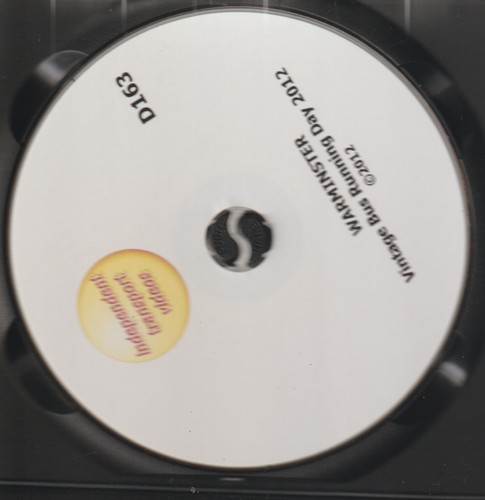 WARMINSTER
Vintage Bus Running Day 2012
©2012
D163
Independent
transport
videos